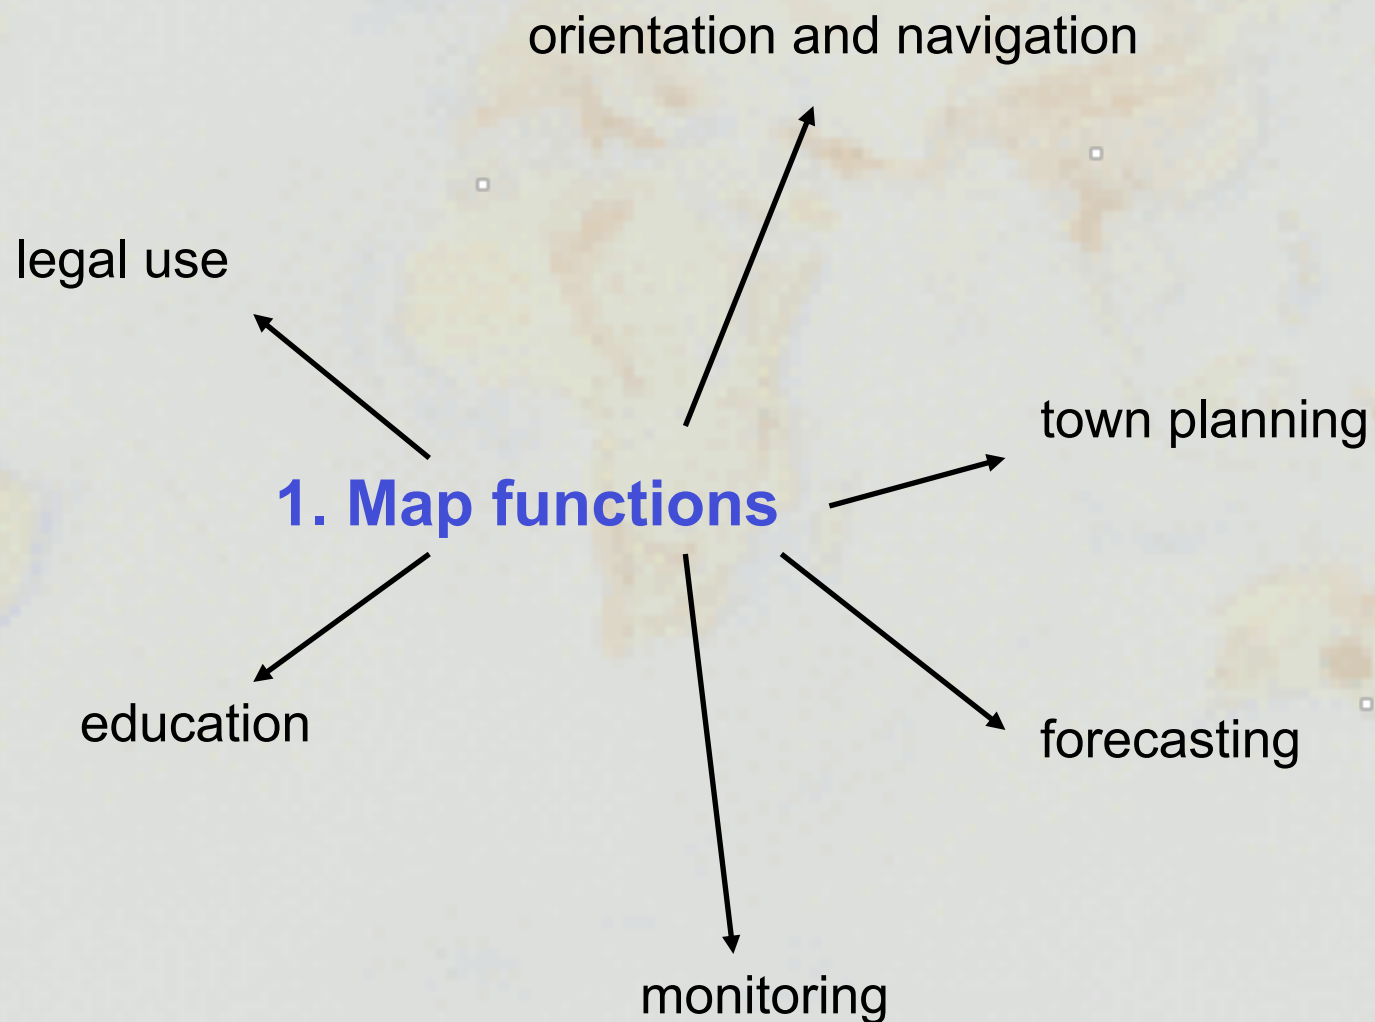 orientation and navigation
legal use
town planning
1. Map functions
education
forecasting
monitoring